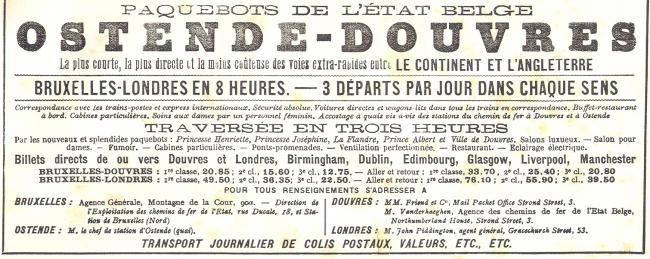 PAQUEBOTS DE L'ÉTAT BELGE
OSTENDE-DOUVRES
La plus courte, la plus directe et la moins coûteuse des voies extra-rapides entre LE CONTINENT ET L'ANGLETERRE
BRUXELLES-LONDRES EN 8 HEURES. — 3 DÉPARTS PAR JOUR DANS CHAQUE SENS
Correspondance avec les trains-postes et express internationaux. Sécurité absolue. Voitures directes et wagons-lits dans tous les trains en correspondance. Buffet-restaurant
à bord. Cabines particulières. Soins aux dames par un personnel féminin. Accostage à quais vis à-vis des stations du chemin de fer à Douvres et à Ostende
TRAVERSÉE EN TROIS HEURES
Par les nouveaux et splendides paquebots : Princesse Henriette, Princesse Joséphine, La Flandre, Prince Albert et Ville de Douvres. Salons luxueux. — Salon pour
dames. — Fumoir. — Cabines particulières. — Ponts-promenades. — Ventilation perfectionnée. — Restaurant. — Eclairage électrique.
Billets directs de ou vers Douvres et Londres, Birmingham, Dublin, Edimbourg, Glasgow, Liverpool, Manchester
BRUXELLES-DOUVRES : 1re classe, 20.85; 2e cl., 15.60; 3e cl., 12.75. — Aller et retour : 1re classe, 33.70, 2e cl., 25.40; 3e cl., 20.80
BRUXELLES-LONDRES : 1re classe, 49.50; 2e cl., 36.35; 3e cl., 22.50. — Aller et retour : 1re classe, 76.10; 2e cl., 55.90; 3e cl., 39.50
POUR TOUS RENSEIGNEMENTS S'ADRESSER A
BRUXELLES : Agence Générale, Montagne de la Cour, 90A. — Direction de
l'Exploitation des chemins de fer de l'Etat, rue Ducale, 18, et Sta-
tion de Bruxelles (Nord)
OSTENDE : M. le chef de station d'Ostende (quai).
DOUVRES : MM. Friend et Co, Mail Packet Office Strond Street, 3.
M. Vanderheeghen, Agence des chemins de fer de l'Etat Belge,
Northumberland House, Strond Street, 3.
LONDRES : M. John Piddington, agent général, Gracechurch Street, 53.
TRANSPORT JOURNALIER DE COLIS POSTAUX, VALEURS, ETC., ETC.